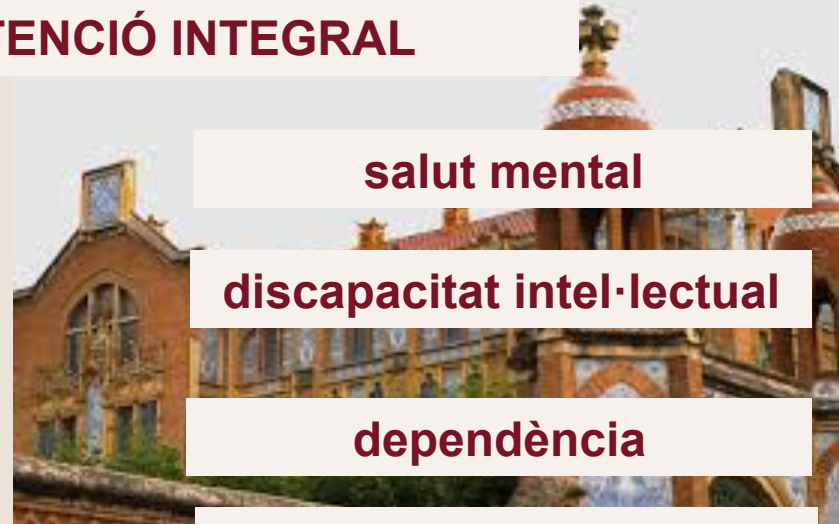 TENCIÓ INTEGRAL
salut mental
discapacitat intel·lectual
dependència